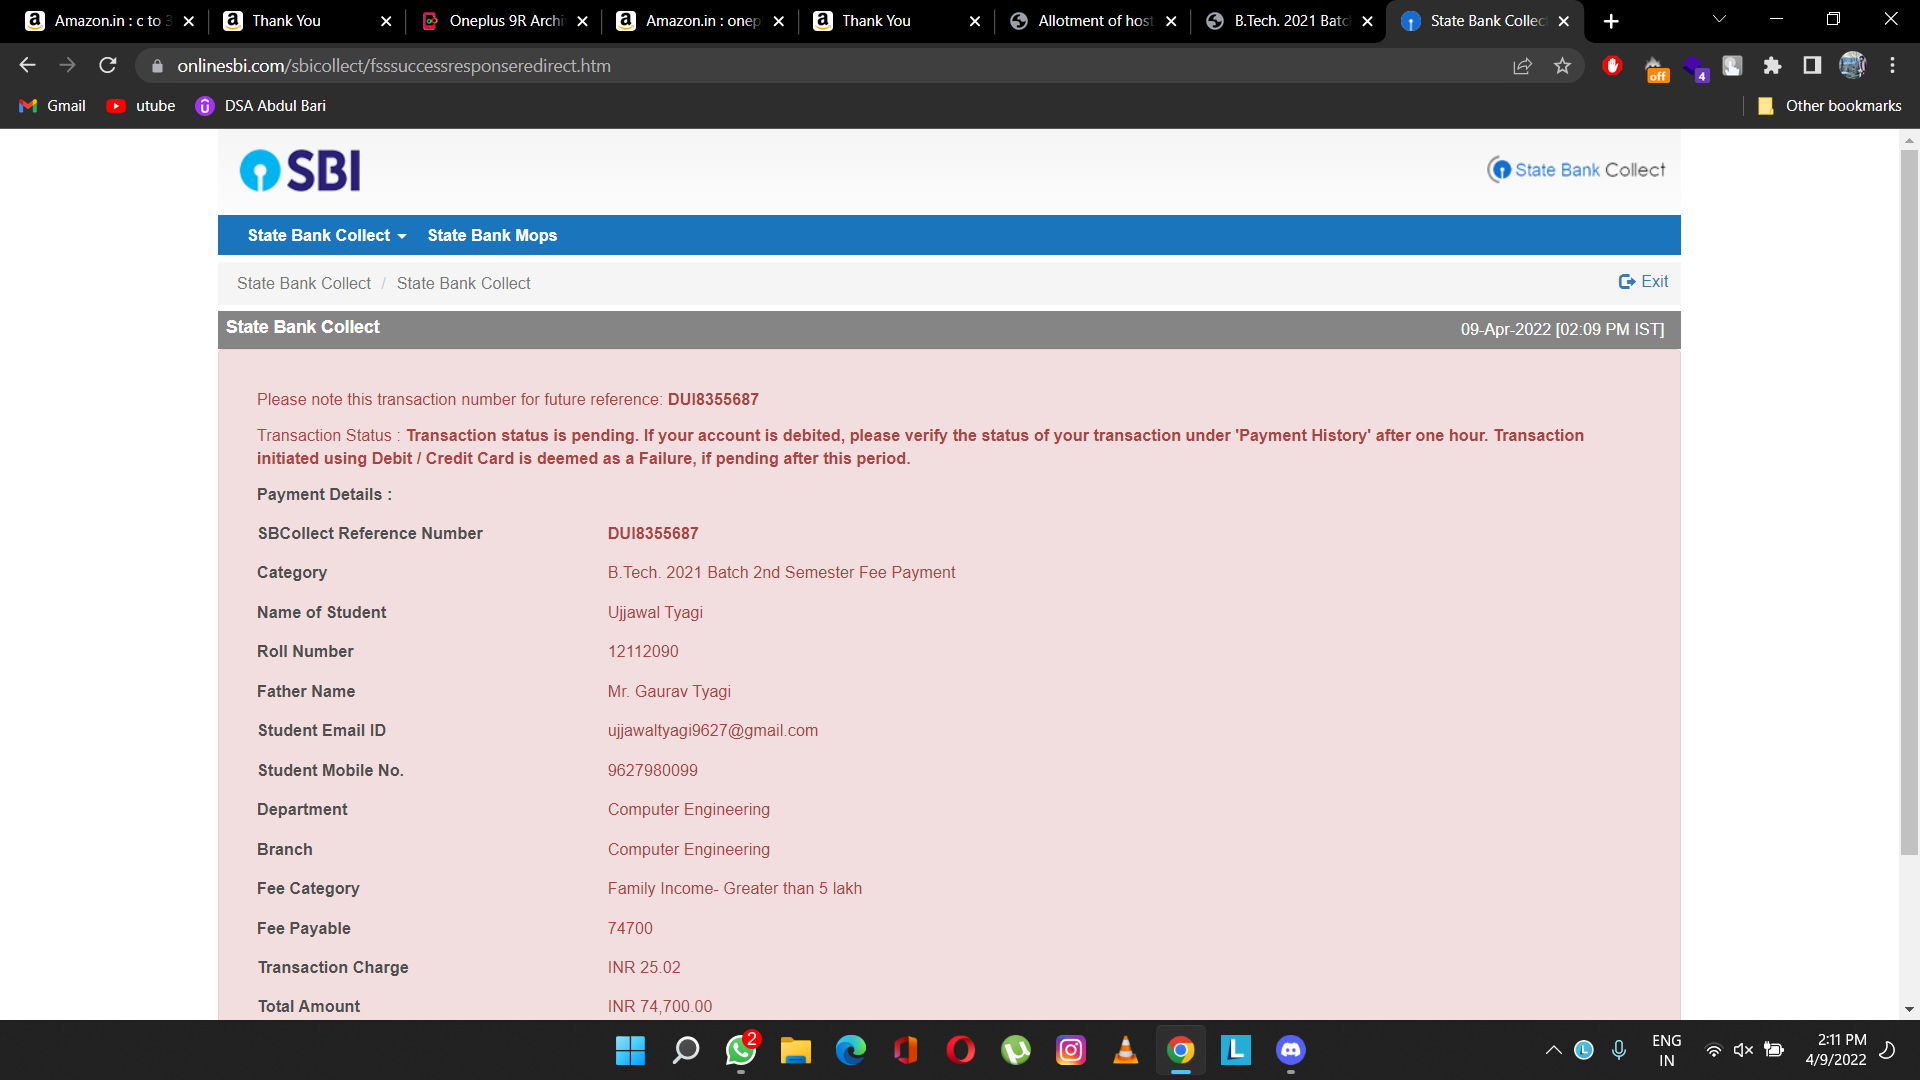 Amazon.in : c to 3
Thank You
Oneplus 9R Archi
Amazon.in : onep
Thank You
Allotment of host
B.Tech. 2021 Batc
State Bank Collec
onlinesbi.com/sbicollect/fsssuccessresponseredirect.htm
off
4
Gmail
utube
DSA Abdul Bari
Other bookmarks
SBI
State Bank Collect
State Bank Collect
State Bank Mops
State Bank Collect / State Bank Collect
Exit
State Bank Collect
09-Apr-2022 [02:09 PM IST]
Please note this transaction number for future reference: DUI8355687
Transaction Status : Transaction status is pending. If your account is debited, please verify the status of your transaction under 'Payment History' after one hour. Transaction
initiated using Debit / Credit Card is deemed as a Failure, if pending after this period.
Payment Details :
SBCollect Reference Number DUI8355687
Category B.Tech. 2021 Batch 2nd Semester Fee Payment
Name of Student Ujjawal Tyagi
Roll Number 12112090
Father Name Mr. Gaurav Tyagi
Student Email ID ujjawaltyagi9627@gmail.com
Student Mobile No. 9627980099
Department Computer Engineering
Branch Computer Engineering
Fee Category Family Income- Greater than 5 lakh
Fee Payable 74700
Transaction Charge INR 25.02
Total Amount INR 74,700.00
2
L
L
ENG
IN
2:11 PM
4/9/2022